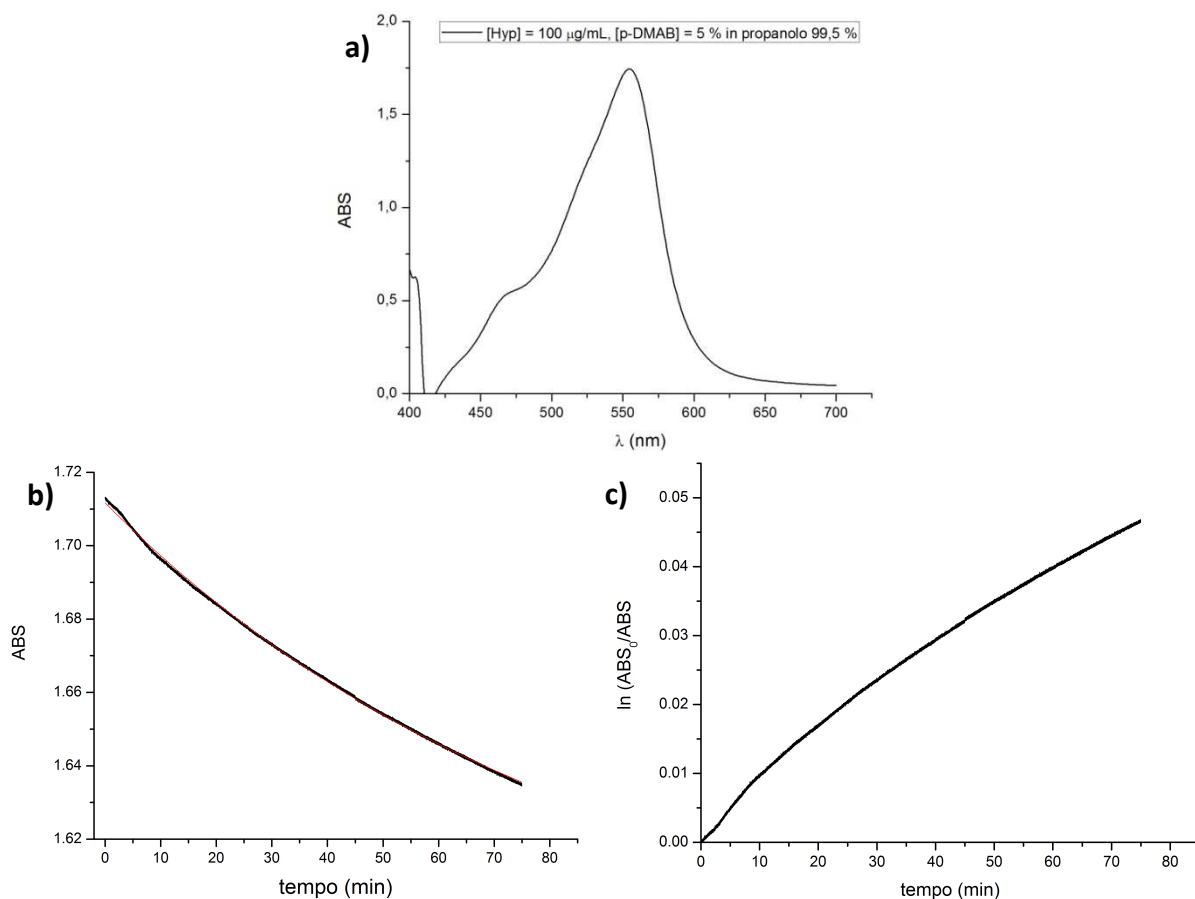 a)
[Hyp] = 100 μg/mL, [p-DMAB] = 5 % in propanolo 99,5 %
2,0
1,5
1,0
0,5
0,0
ABS
400 450 500 550 600 650 700
λ (nm)
b)
1.72
1.70
1.68
1.66
1.64
1.62
ABS
0 10 20 30 40 50 60 70 80
tempo (min)
c)
0.05
0.04
0.03
0.02
0.01
0.00
ln (ABS₀/ABS
0 10 20 30 40 50 60 70 80
tempo (min)